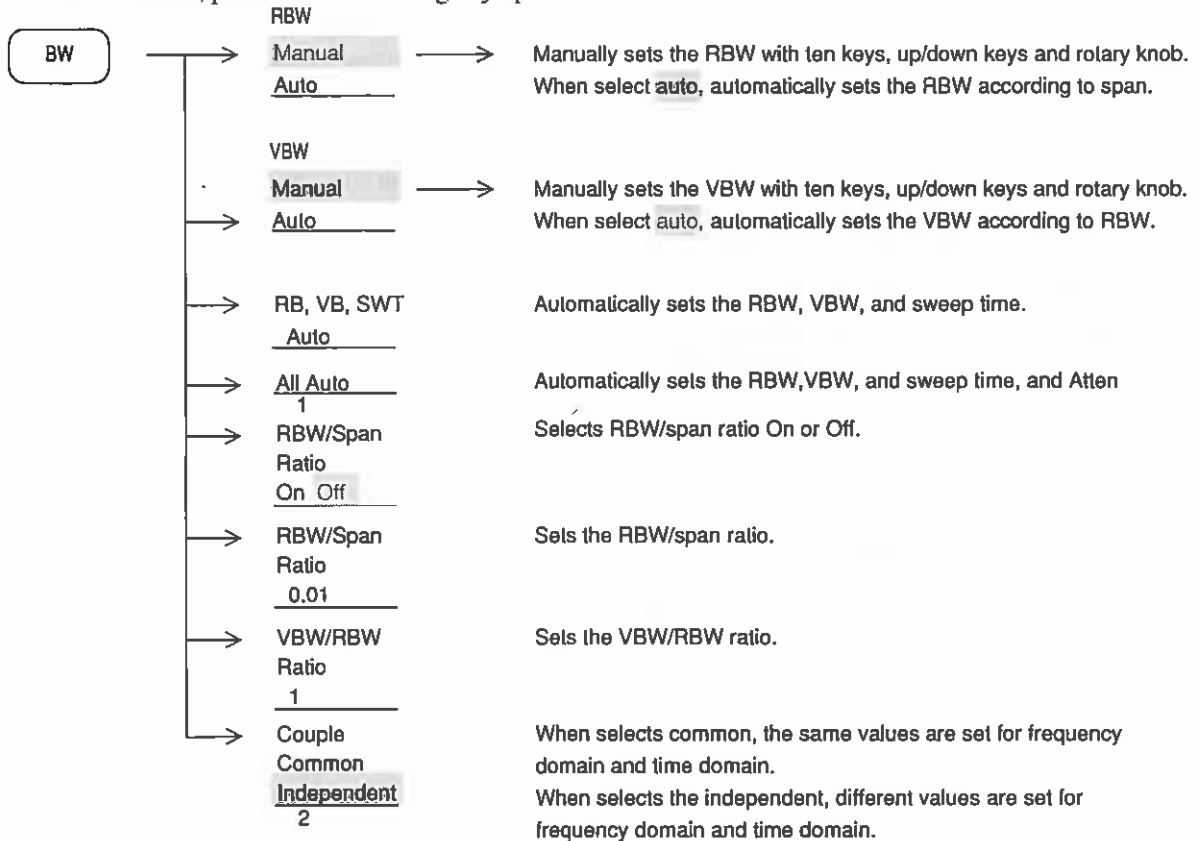 RBW
BW
Manual
Manually sets the RBW with ten keys, up/down keys and rotary knob.
Auto
When select auto, automatically sets the RBW according to span.
VBW
Manual
Manually sets the VBW with ten keys, up/down keys and rotary knob.
Auto
When select auto, automatically sets the VBW according to RBW.
RB, VB, SWT
Automatically sets the RBW, VBW, and sweep time.
Auto
All Auto
Automatically sets the RBW,VBW, and sweep time, and Atten
1
RBW/Span
Selects RBW/span ratio On or Off.
Ratio
On Off
RBW/Span
Sets the RBW/span ratio.
Ratio
0.01
VBW/RBW
Sets the VBW/RBW ratio.
Ratio
1
Couple
When selects common, the same values are set for frequency
Common
domain and time domain.
Independent
When selects the independent, different values are set for
2
frequency domain and time domain.